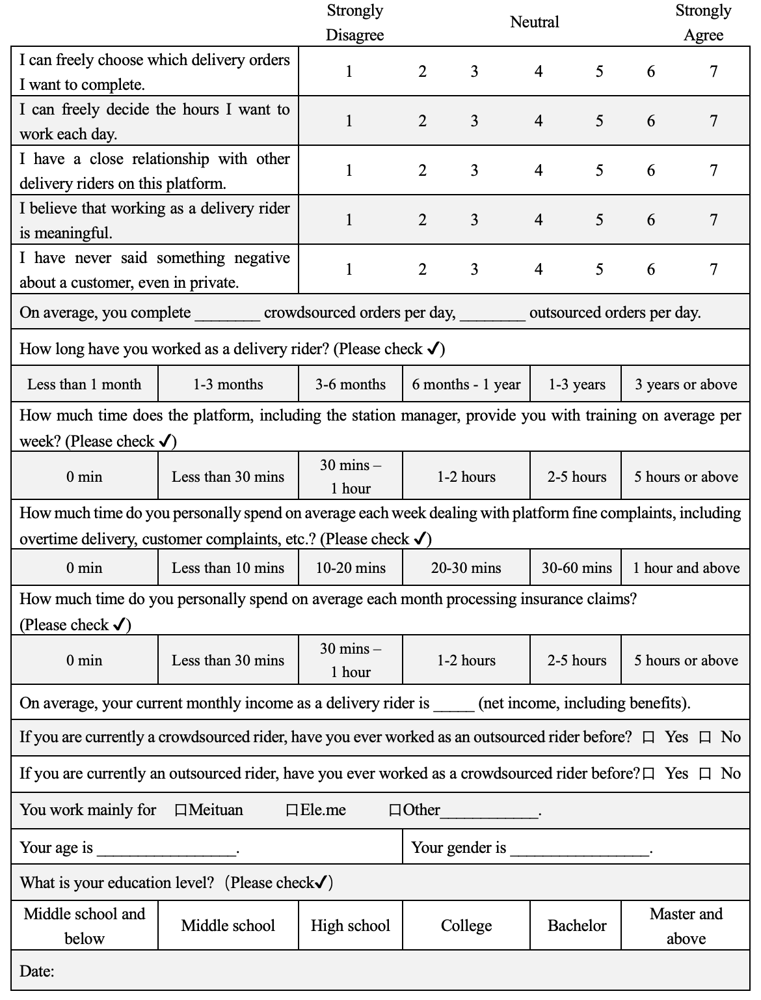 Strongly Disagree Neutral Strongly Agree
I can freely choose which delivery orders
I want to complete. 1 2 3 4 5 6 7
I can freely decide the hours I want to
work each day. 1 2 3 4 5 6 7
I have a close relationship with other
delivery riders on this platform. 1 2 3 4 5 6 7
I believe that working as a delivery rider
is meaningful. 1 2 3 4 5 6 7
I have never said something negative
about a customer, even in private. 1 2 3 4 5 6 7
On average, you complete ________ crowdsourced orders per day, ________ outsourced orders per day.
How long have you worked as a delivery rider? (Please check ✓)
Less than 1 month 1-3 months 3-6 months 6 months - 1 year 1-3 years 3 years or above
How much time does the platform, including the station manager, provide you with training on average per
week? (Please check ✓)
0 min Less than 30 mins 30 mins – 1 hour 1-2 hours 2-5 hours 5 hours or above
How much time do you personally spend on average each week dealing with platform fine complaints, including
overtime delivery, customer complaints, etc.? (Please check ✓)
0 min Less than 10 mins 10-20 mins 20-30 mins 30-60 mins 1 hour and above
How much time do you personally spend on average each month processing insurance claims?
(Please check ✓)
0 min Less than 30 mins 30 mins – 1 hour 1-2 hours 2-5 hours 5 hours or above
On average, your current monthly income as a delivery rider is _____ (net income, including benefits).
If you are currently a crowdsourced rider, have you ever worked as an outsourced rider before? □ Yes □ No
If you are currently an outsourced rider, have you ever worked as a crowdsourced rider before?□ Yes □ No
You work mainly for □Meituan □Ele.me □Other____________.
Your age is _________________. Your gender is _________________.
What is your education level? (Please check✓)
Middle school and below Middle school High school College Bachelor Master and above
Date: